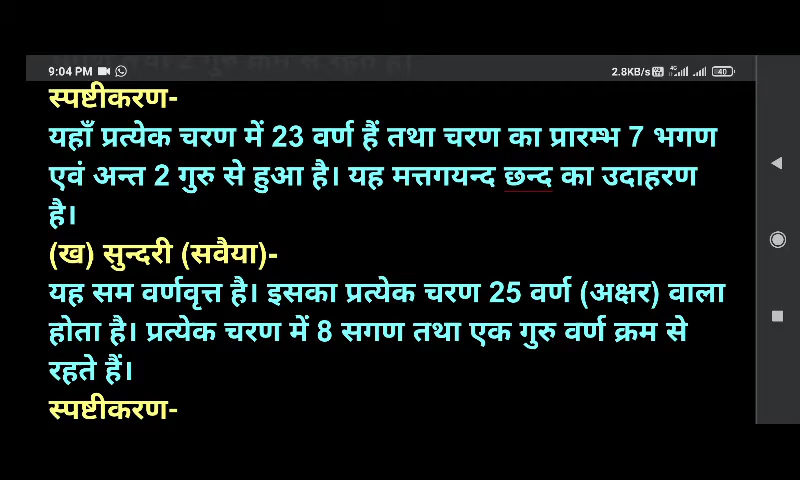 9:04 PM 2.8KB/s 4G 40
स्पष्टीकरण-
यहाँ प्रत्येक चरण में 23 वर्ण हैं तथा चरण का प्रारम्भ 7 भगण
एवं अन्त 2 गुरु से हुआ है। यह मत्तगयन्द छन्द का उदाहरण
है।
(ख) सुन्दरी (सवैया)-
यह सम वर्णवृत्त है। इसका प्रत्येक चरण 25 वर्ण (अक्षर) वाला
होता है। प्रत्येक चरण में 8 सगण तथा एक गुरु वर्ण क्रम से
रहते हैं।
स्पष्टीकरण-